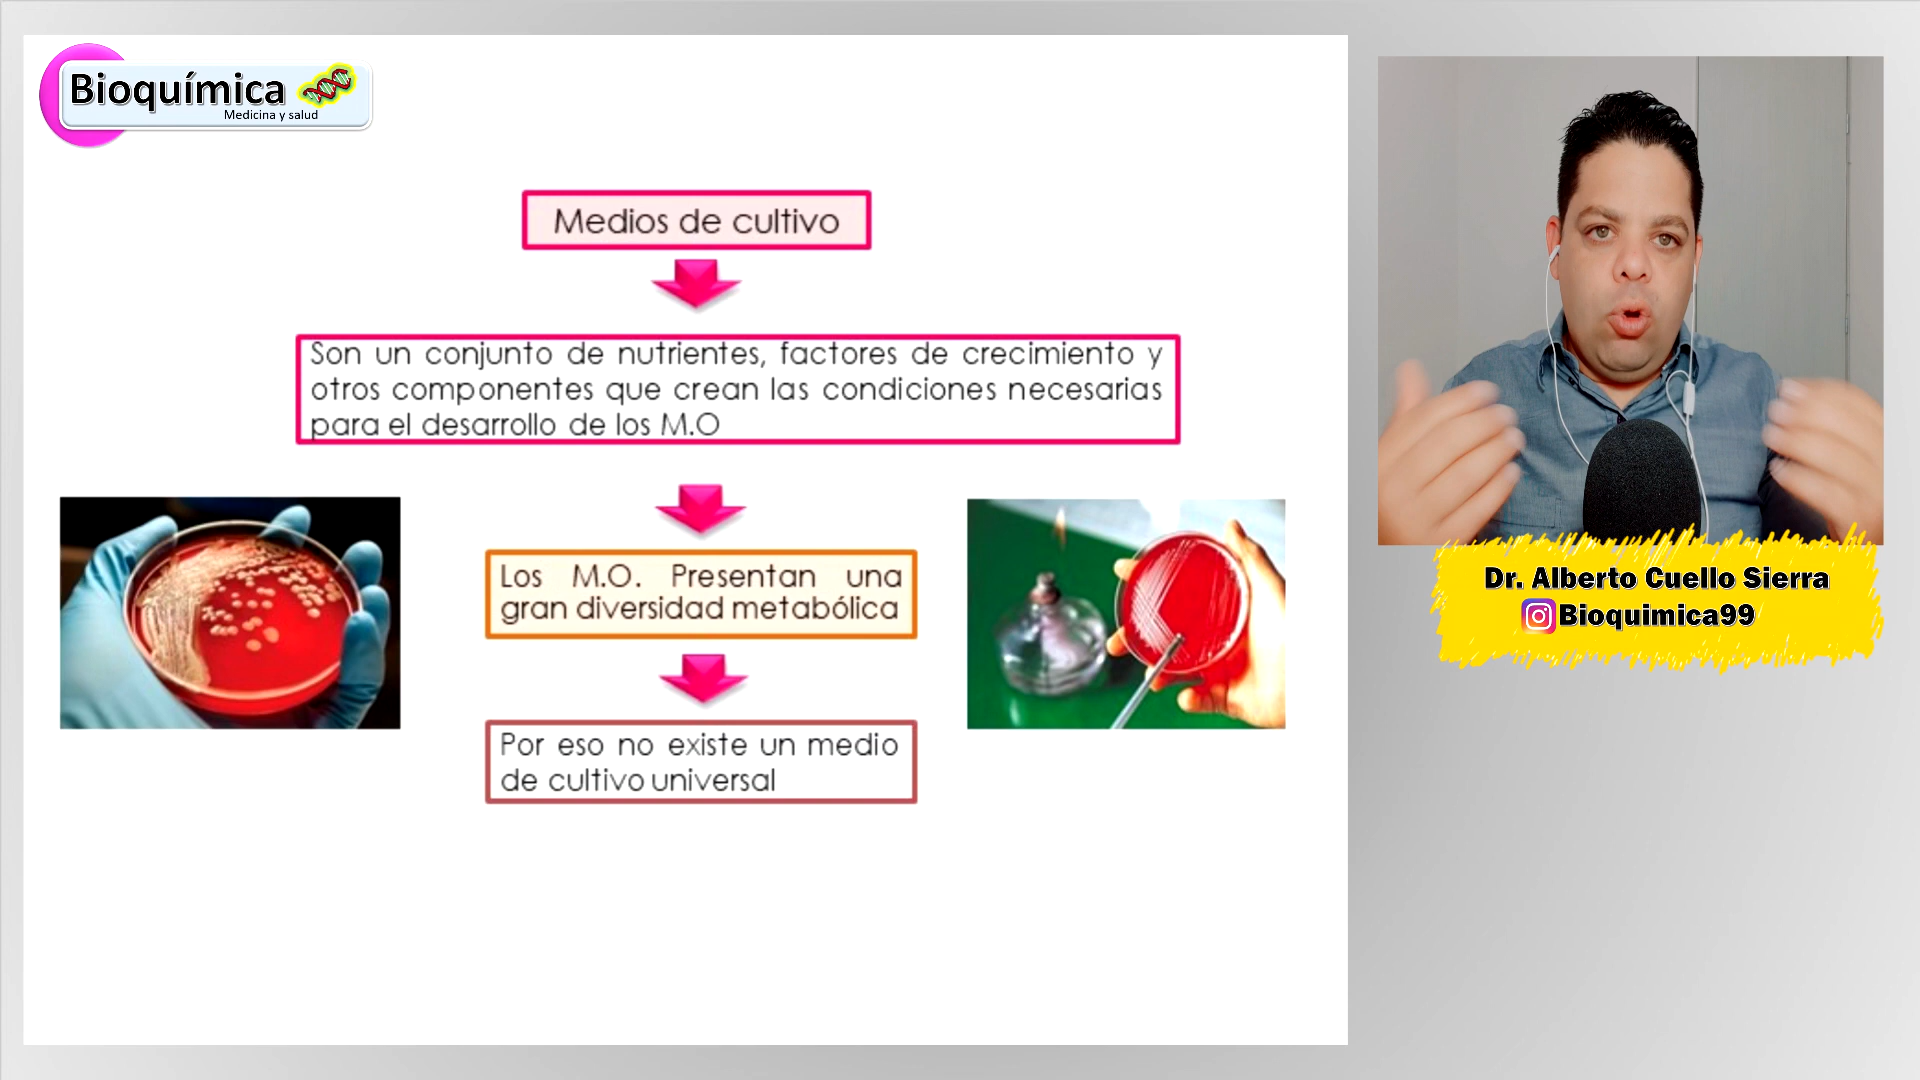 Bioquímica
Medicina y salud
Medios de cultivo
Son un conjunto de nutrientes, factores de crecimiento y
otros componentes que crean las condiciones necesarias
para el desarrollo de los M.O
Los M.O. Presentan una
gran diversidad metabólica
Por eso no existe un medio
de cultivo universal
Dr. Alberto Cuello Sierra
Bioquimica99